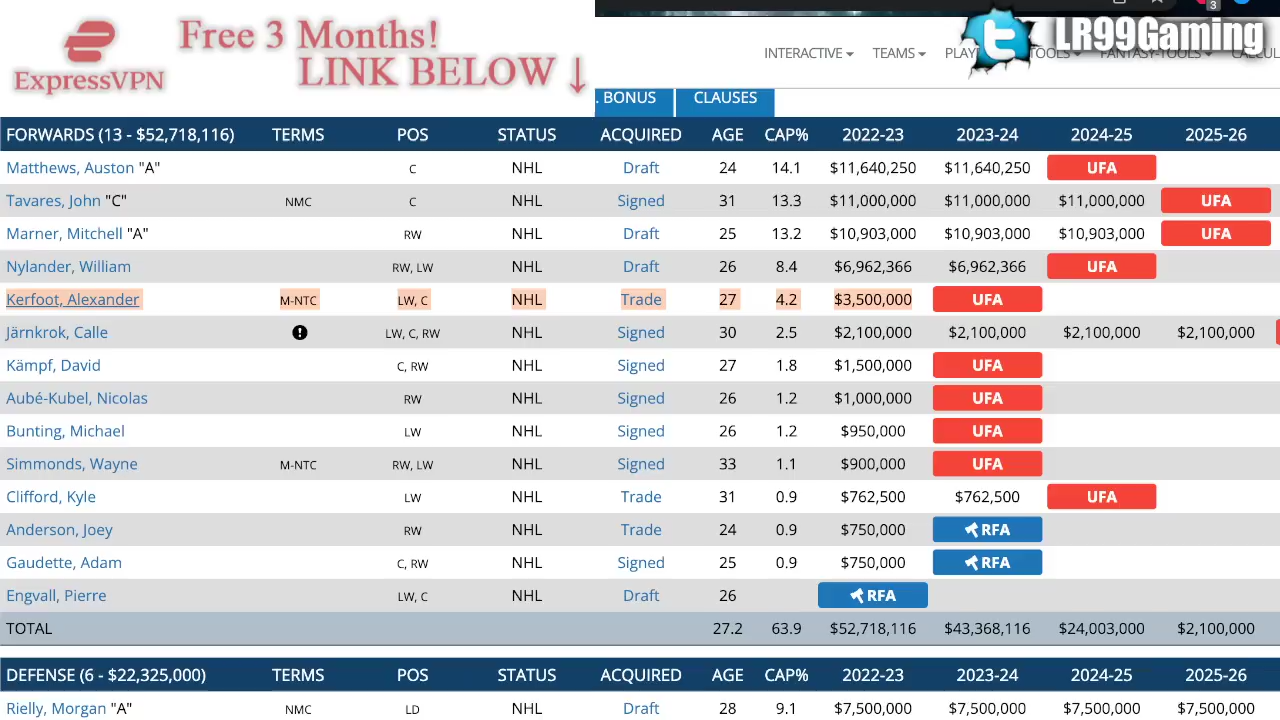 Free 3 Months!
LINK BELOW ↓
ExpressVPN
3
LR99Gaming
INTERACTIVE TEAMS TOOLS FANTASY-TOOLS
. BONUS CLAUSES
FORWARDS (13 - $52,718,116) TERMS POS STATUS ACQUIRED AGE CAP% 2022-23 2023-24 2024-25 2025-26
Matthews, Auston "A" C NHL Draft 24 14.1 $11,640,250 $11,640,250 UFA
Tavares, John "C" NMC C NHL Signed 31 13.3 $11,000,000 $11,000,000 $11,000,000 UFA
Marner, Mitchell "A" RW NHL Draft 25 13.2 $10,903,000 $10,903,000 $10,903,000 UFA
Nylander, William RW, LW NHL Draft 26 8.4 $6,962,366 $6,962,366 UFA
Kerfoot, Alexander M-NTC LW, C NHL Trade 27 4.2 $3,500,000 UFA
Järnkrok, Calle LW, C, RW NHL Signed 30 2.5 $2,100,000 $2,100,000 $2,100,000 $2,100,000
Kämpf, David C, RW NHL Signed 27 1.8 $1,500,000 UFA
Aubé-Kubel, Nicolas RW NHL Signed 26 1.2 $1,000,000 UFA
Bunting, Michael LW NHL Signed 26 1.2 $950,000 UFA
Simmonds, Wayne M-NTC RW, LW NHL Signed 33 1.1 $900,000 UFA
Clifford, Kyle LW NHL Trade 31 0.9 $762,500 $762,500 UFA
Anderson, Joey RW NHL Trade 24 0.9 $750,000 RFA
Gaudette, Adam C, RW NHL Signed 25 0.9 $750,000 RFA
Engvall, Pierre LW, C NHL Draft 26 RFA
TOTAL 27.2 63.9 $52,718,116 $43,368,116 $24,003,000 $2,100,000
DEFENSE (6 - $22,325,000) TERMS POS STATUS ACQUIRED AGE CAP% 2022-23 2023-24 2024-25 2025-26
Rielly, Morgan "A" NMC LD NHL Draft 28 9.1 $7,500,000 $7,500,000 $7,500,000 $7,500,000